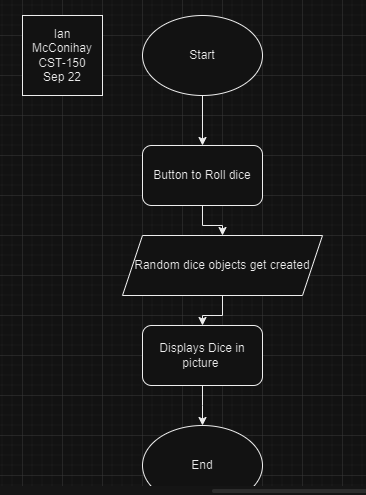 Ian
McConihay
CST-150
Sep 22
Start
Button to Roll dice
Random dice objects get created
Displays Dice in
picture
End